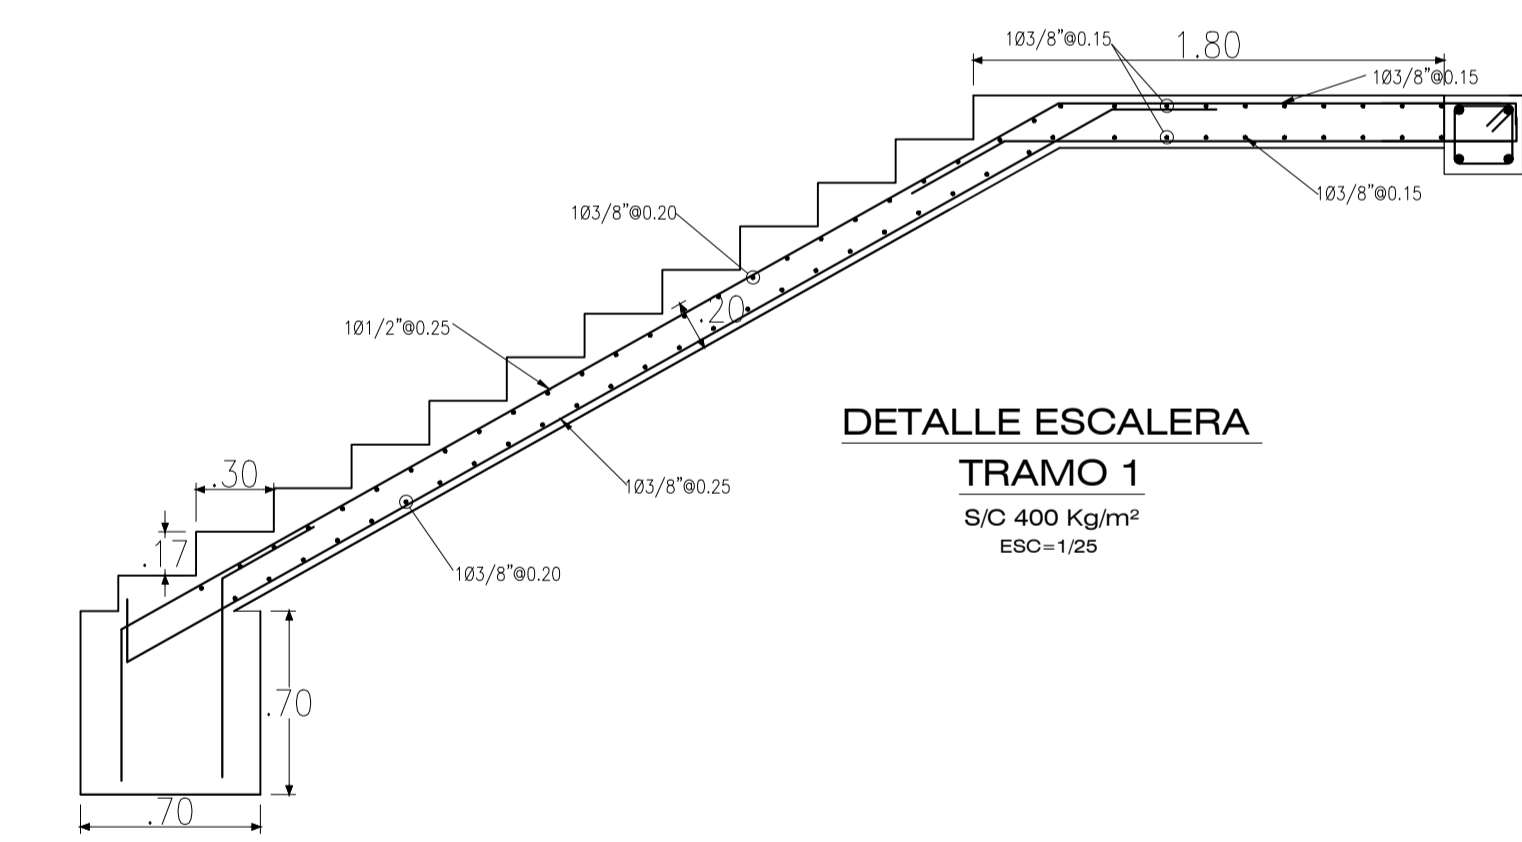 1Ø3/8"@0.15
1.80
1Ø3/8"@0.15
1Ø3/8"@0.15
1Ø3/8"@0.20
.20
1Ø1/2"@0.25
DETALLE ESCALERA
TRAMO 1
S/C 400 Kg/m²
ESC=1/25
.30
1Ø3/8"@0.25
.17
1Ø3/8"@0.20
.70
.70